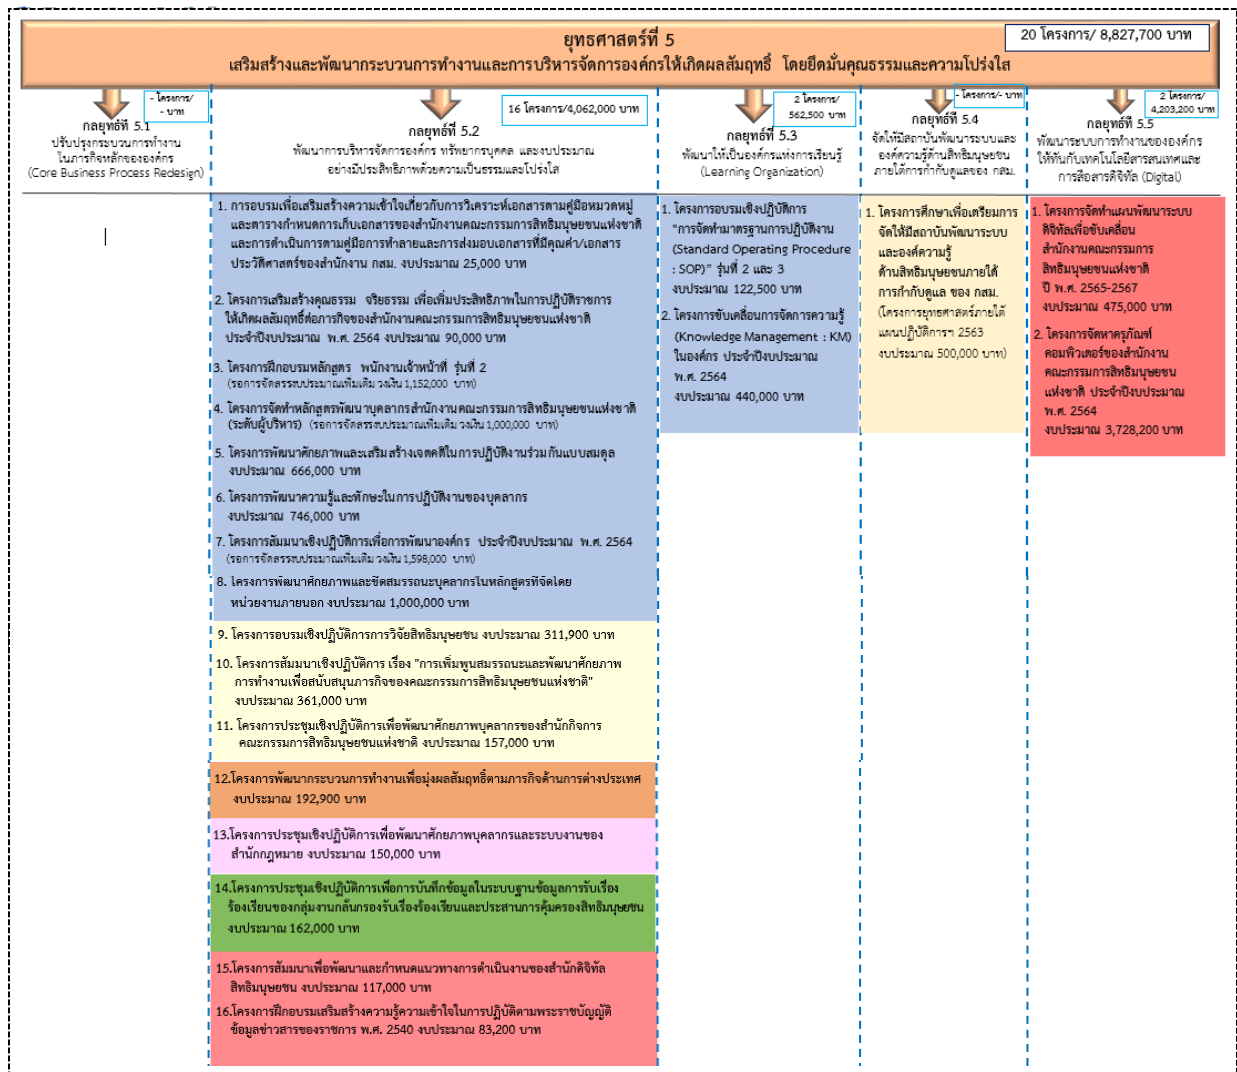 ยุทธศาสตร์ที่ 5
20 โครงการ/ 8,827,700 บาท
เสริมสร้างและพัฒนากระบวนการทำงานและการบริหารจัดการองค์กรให้เกิดผลสัมฤทธิ์ โดยยึดมั่นคุณธรรมและความโปร่งใส
- โครงการ/
- บาท
กลยุทธ์ที่ 5.1
ปรับปรุงกระบวนการทำงาน
ในภารกิจหลักขององค์กร
(Core Business Process Redesign)
16 โครงการ/4,062,000 บาท
กลยุทธ์ที่ 5.2
พัฒนาการบริหารจัดการองค์กร ทรัพยากรบุคคล และงบประมาณ
อย่างมีประสิทธิภาพด้วยความเป็นธรรมและโปร่งใส
2 โครงการ/
562,500 บาท
กลยุทธ์ที่ 5.3
พัฒนาให้เป็นองค์กรแห่งการเรียนรู้
(Learning Organization)
- โครงการ/- บาท
กลยุทธ์ที่ 5.4
จัดให้มีสถาบันพัฒนาระบบและ
องค์ความรู้ด้านสิทธิมนุษยชน
ภายใต้การกำกับดูแลของ กสม.
2 โครงการ/
4,203,200 บาท
กลยุทธ์ที่ 5.5
พัฒนาระบบการทำงานขององค์กร
ให้ทันกับเทคโนโลยีสารสนเทศและ
การสื่อสารดิจิทัล (Digital)
1. การอบรมเพื่อเสริมสร้างความเข้าใจเกี่ยวกับการวิเคราะห์เอกสารตามคู่มือหมวดหมู่
และตารางกำหนดการเก็บเอกสารของสำนักงานคณะกรรมการสิทธิมนุษยชนแห่งชาติ
และการดำเนินการตามคู่มือการทำลายและการส่งมอบเอกสารที่มีคุณค่า/เอกสาร
ประวัติศาสตร์ของสำนักงาน กสม. งบประมาณ 25,000 บาท
2. โครงการเสริมสร้างคุณธรรม จริยธรรม เพื่อเพิ่มประสิทธิภาพในการปฏิบัติราชการ
ให้เกิดผลสัมฤทธิ์ต่อภารกิจของสำนักงานคณะกรรมการสิทธิมนุษยชนแห่งชาติ
ประจำปีงบประมาณ พ.ศ. 2564 งบประมาณ 90,000 บาท
3. โครงการฝึกอบรมหลักสูตร พนักงานเจ้าหน้าที่ รุ่นที่ 2
(รอการจัดสรรงบประมาณเพิ่มเติม วงเงิน 1,152,000 บาท)
4. โครงการจัดทำหลักสูตรพัฒนาบุคลากรสำนักงานคณะกรรมการสิทธิมนุษยชนแห่งชาติ
(ระดับผู้บริหาร) (รอการจัดสรรงบประมาณเพิ่มเติม วงเงิน 1,000,000 บาท)
5. โครงการพัฒนาศักยภาพและเสริมสร้างเจตคติในการปฏิบัติงานร่วมกันแบบสมดุล
งบประมาณ 666,000 บาท
6. โครงการพัฒนาความรู้และทักษะในการปฏิบัติงานของบุคลากร
งบประมาณ 746,000 บาท
7. โครงการสัมมนาเชิงปฏิบัติการเพื่อการพัฒนาองค์กร ประจำปีงบประมาณ พ.ศ. 2564
(รอการจัดสรรงบประมาณเพิ่มเติม วงเงิน 1,598,000 บาท)
8. โครงการพัฒนาศักยภาพและขีดสมรรถนะบุคลากรในหลักสูตรที่จัดโดย
หน่วยงานภายนอก งบประมาณ 1,000,000 บาท
9. โครงการอบรมเชิงปฏิบัติการการวิจัยสิทธิมนุษยชน งบประมาณ 311,900 บาท
10. โครงการสัมมนาเชิงปฏิบัติการ เรื่อง "การเพิ่มพูนสมรรถนะและพัฒนาศักยภาพ
การทำงานเพื่อสนับสนุนภารกิจของคณะกรรมการสิทธิมนุษยชนแห่งชาติ"
งบประมาณ 361,000 บาท
11. โครงการประชุมเชิงปฏิบัติการเพื่อพัฒนาศักยภาพบุคลากรของสำนักกิจการ
คณะกรรมการสิทธิมนุษยชนแห่งชาติ งบประมาณ 157,000 บาท
12.โครงการพัฒนากระบวนการทำงานเพื่อมุ่งผลสัมฤทธิ์ตามภารกิจด้านการต่างประเทศ
งบประมาณ 192,900 บาท
13.โครงการประชุมเชิงปฏิบัติการเพื่อพัฒนาศักยภาพบุคลากรและระบบงานของ
สำนักกฎหมาย งบประมาณ 150,000 บาท
14.โครงการประชุมเชิงปฏิบัติการเพื่อการบันทึกข้อมูลในระบบฐานข้อมูลการรับเรื่อง
ร้องเรียนของกลุ่มงานกลั่นกรองรับเรื่องร้องเรียนและประสานการคุ้มครองสิทธิมนุษยชน
งบประมาณ 162,000 บาท
15.โครงการสัมมนาเพื่อพัฒนาและกำหนดแนวทางการดำเนินงานของสำนักดิจิทัล
สิทธิมนุษยชน งบประมาณ 117,000 บาท
16.โครงการฝึกอบรมเสริมสร้างความรู้ความเข้าใจในการปฏิบัติตามพระราชบัญญัติ
ข้อมูลข่าวสารของราชการ พ.ศ. 2540 งบประมาณ 83,200 บาท
1. โครงการอบรมเชิงปฏิบัติการ
"การจัดทำมาตรฐานการปฏิบัติงาน
(Standard Operating Procedure
: SOP)" รุ่นที่ 2 และ 3
งบประมาณ 122,500 บาท
2. โครงการขับเคลื่อนการจัดการความรู้
(Knowledge Management : KM)
ในองค์กร ประจำปีงบประมาณ
พ.ศ. 2564
งบประมาณ 440,000 บาท
1. โครงการศึกษาเพื่อเตรียมการ
จัดให้มีสถาบันพัฒนาระบบ
และองค์ความรู้
ด้านสิทธิมนุษยชนภายใต้
การกำกับดูแล ของ กสม.
(โครงการยุทธศาสตร์ภายใต้
แผนปฏิบัติการฯ 2563
งบประมาณ 500,000 บาท)
1. โครงการจัดทำแผนพัฒนาระบบ
ดิจิทัลเพื่อขับเคลื่อน
สำนักงานคณะกรรมการ
สิทธิมนุษยชนแห่งชาติ
ปี พ.ศ. 2565-2567
งบประมาณ 475,000 บาท
2. โครงการจัดหาครุภัณฑ์
คอมพิวเตอร์ของสำนักงาน
คณะกรรมการสิทธิมนุษยชน
แห่งชาติ ประจำปีงบประมาณ
พ.ศ. 2564
งบประมาณ 3,728,200 บาท